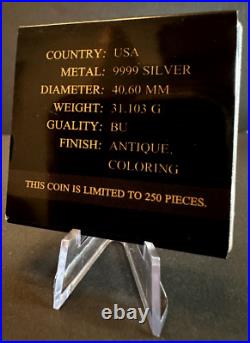 COUNTRY: USA
METAL: 9999 SILVER
DIAMETER: 40.60 MM
WEIGHT: 31.103 G
GUALITY: BU
FINISH: ANTIQUE,
COLORING
THIS COIN IS LIMITED TO 250 PIECES.